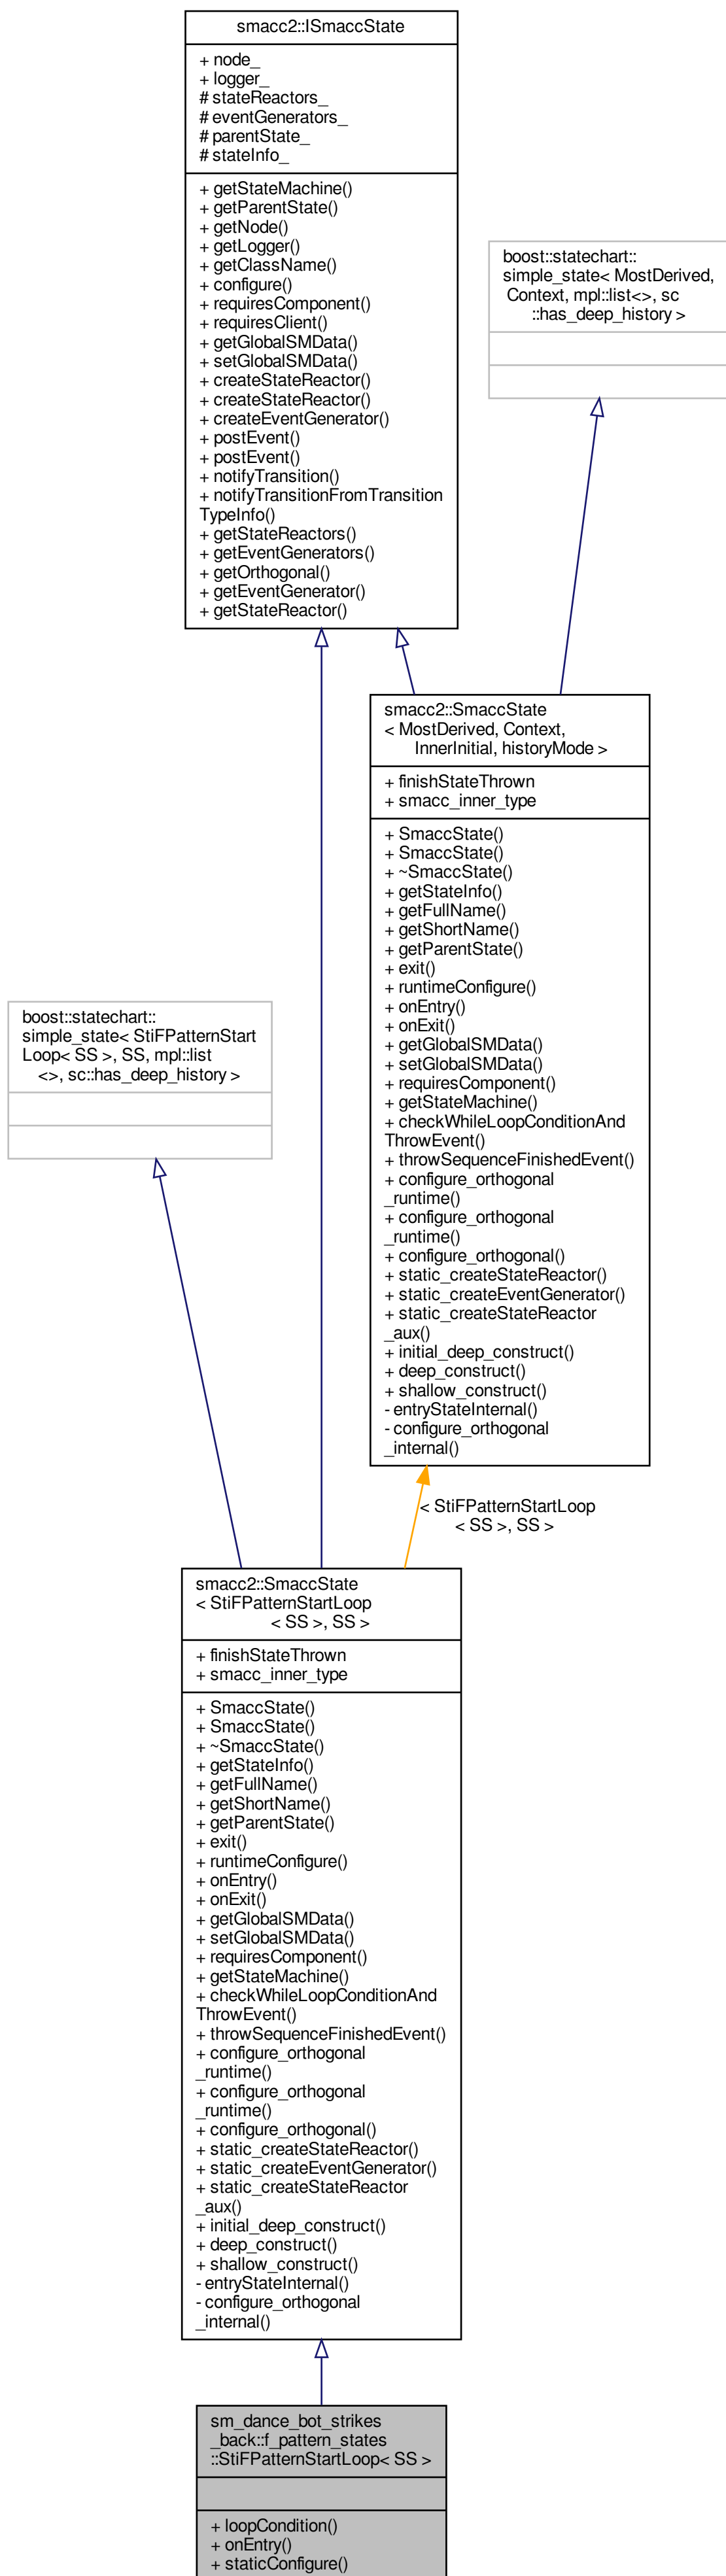 smacc2::ISmaccState
+ node_
+ logger_
# stateReactors_
# eventGenerators_
# parentState_
# stateInfo_
+ getStateMachine()
+ getParentState()
+ getNode()
+ getLogger()
+ getClassName()
+ configure()
+ requiresComponent()
+ requiresClient()
+ getGlobalSMData()
+ setGlobalSMData()
+ createStateReactor()
+ createStateReactor()
+ createEventGenerator()
+ postEvent()
+ postEvent()
+ notifyTransition()
+ notifyTransitionFromTransition
TypeInfo()
+ getStateReactors()
+ getEventGenerators()
+ getOrthogonal()
+ getEventGenerator()
+ getStateReactor()
boost::statechart::
simple_state< MostDerived,
Context, mpl::list<>, sc
::has_deep_history >
smacc2::SmaccState
< MostDerived, Context,
InnerInitial, historyMode >
+ finishStateThrown
+ smacc_inner_type
+ SmaccState()
+ SmaccState()
+ ~SmaccState()
+ getStateInfo()
+ getFullName()
+ getShortName()
+ getParentState()
+ exit()
+ runtimeConfigure()
+ onEntry()
+ onExit()
+ getGlobalSMData()
+ setGlobalSMData()
+ requiresComponent()
+ getStateMachine()
+ checkWhileLoopConditionAnd
ThrowEvent()
+ throwSequenceFinishedEvent()
+ configure_orthogonal
_runtime()
+ configure_orthogonal
_runtime()
+ configure_orthogonal()
+ static_createStateReactor()
+ static_createEventGenerator()
+ static_createStateReactor
_aux()
+ initial_deep_construct()
+ deep_construct()
+ shallow_construct()
- entryStateInternal()
- configure_orthogonal
_internal()
boost::statechart::
simple_state< StiFPatternStart
Loop< SS >, SS, mpl::list
<>, sc::has_deep_history >
< StiFPatternStartLoop
< SS >, SS >
smacc2::SmaccState
< StiFPatternStartLoop
< SS >, SS >
+ finishStateThrown
+ smacc_inner_type
+ SmaccState()
+ SmaccState()
+ ~SmaccState()
+ getStateInfo()
+ getFullName()
+ getShortName()
+ getParentState()
+ exit()
+ runtimeConfigure()
+ onEntry()
+ onExit()
+ getGlobalSMData()
+ setGlobalSMData()
+ requiresComponent()
+ getStateMachine()
+ checkWhileLoopConditionAnd
ThrowEvent()
+ throwSequenceFinishedEvent()
+ configure_orthogonal
_runtime()
+ configure_orthogonal
_runtime()
+ configure_orthogonal()
+ static_createStateReactor()
+ static_createEventGenerator()
+ static_createStateReactor
_aux()
+ initial_deep_construct()
+ deep_construct()
+ shallow_construct()
- entryStateInternal()
- configure_orthogonal
_internal()
sm_dance_bot_strikes
_back::f_pattern_states
::StiFPatternStartLoop< SS >
+ loopCondition()
+ onEntry()
+ staticConfigure()